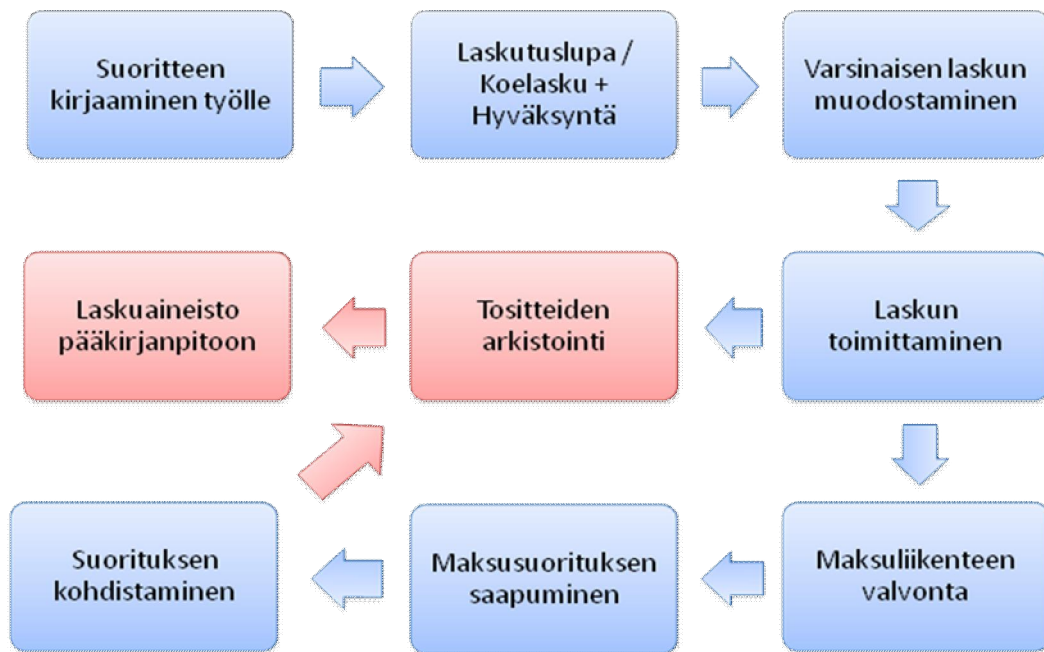 Suoritteen
kirjaaminen työlle
Laskutuslupa /
Koelasku +
Hyväksyntä
Varsinaisen laskun
muodostaminen
Laskuaineisto
pääkirjanpitoon
Tositteiden
arkistointi
Laskun
toimittaminen
Suorituksen
kohdistaminen
Maksusuorituksen
saapuminen
Maksuliikenteen
valvonta